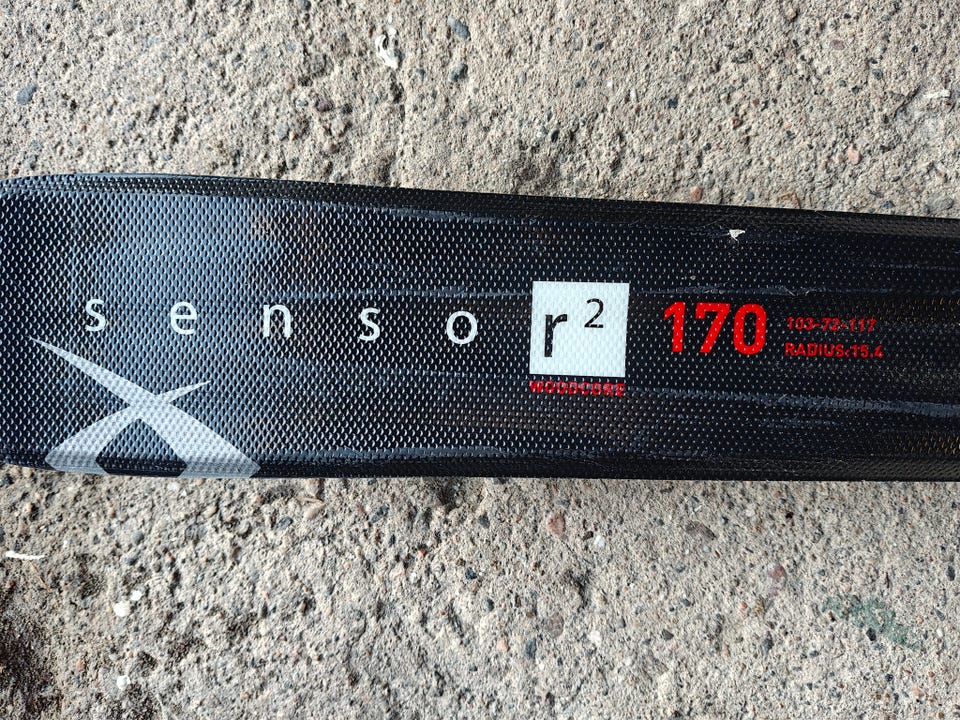 sensor² 170
103-72-117
RADIUS:15.4
WOODCORE